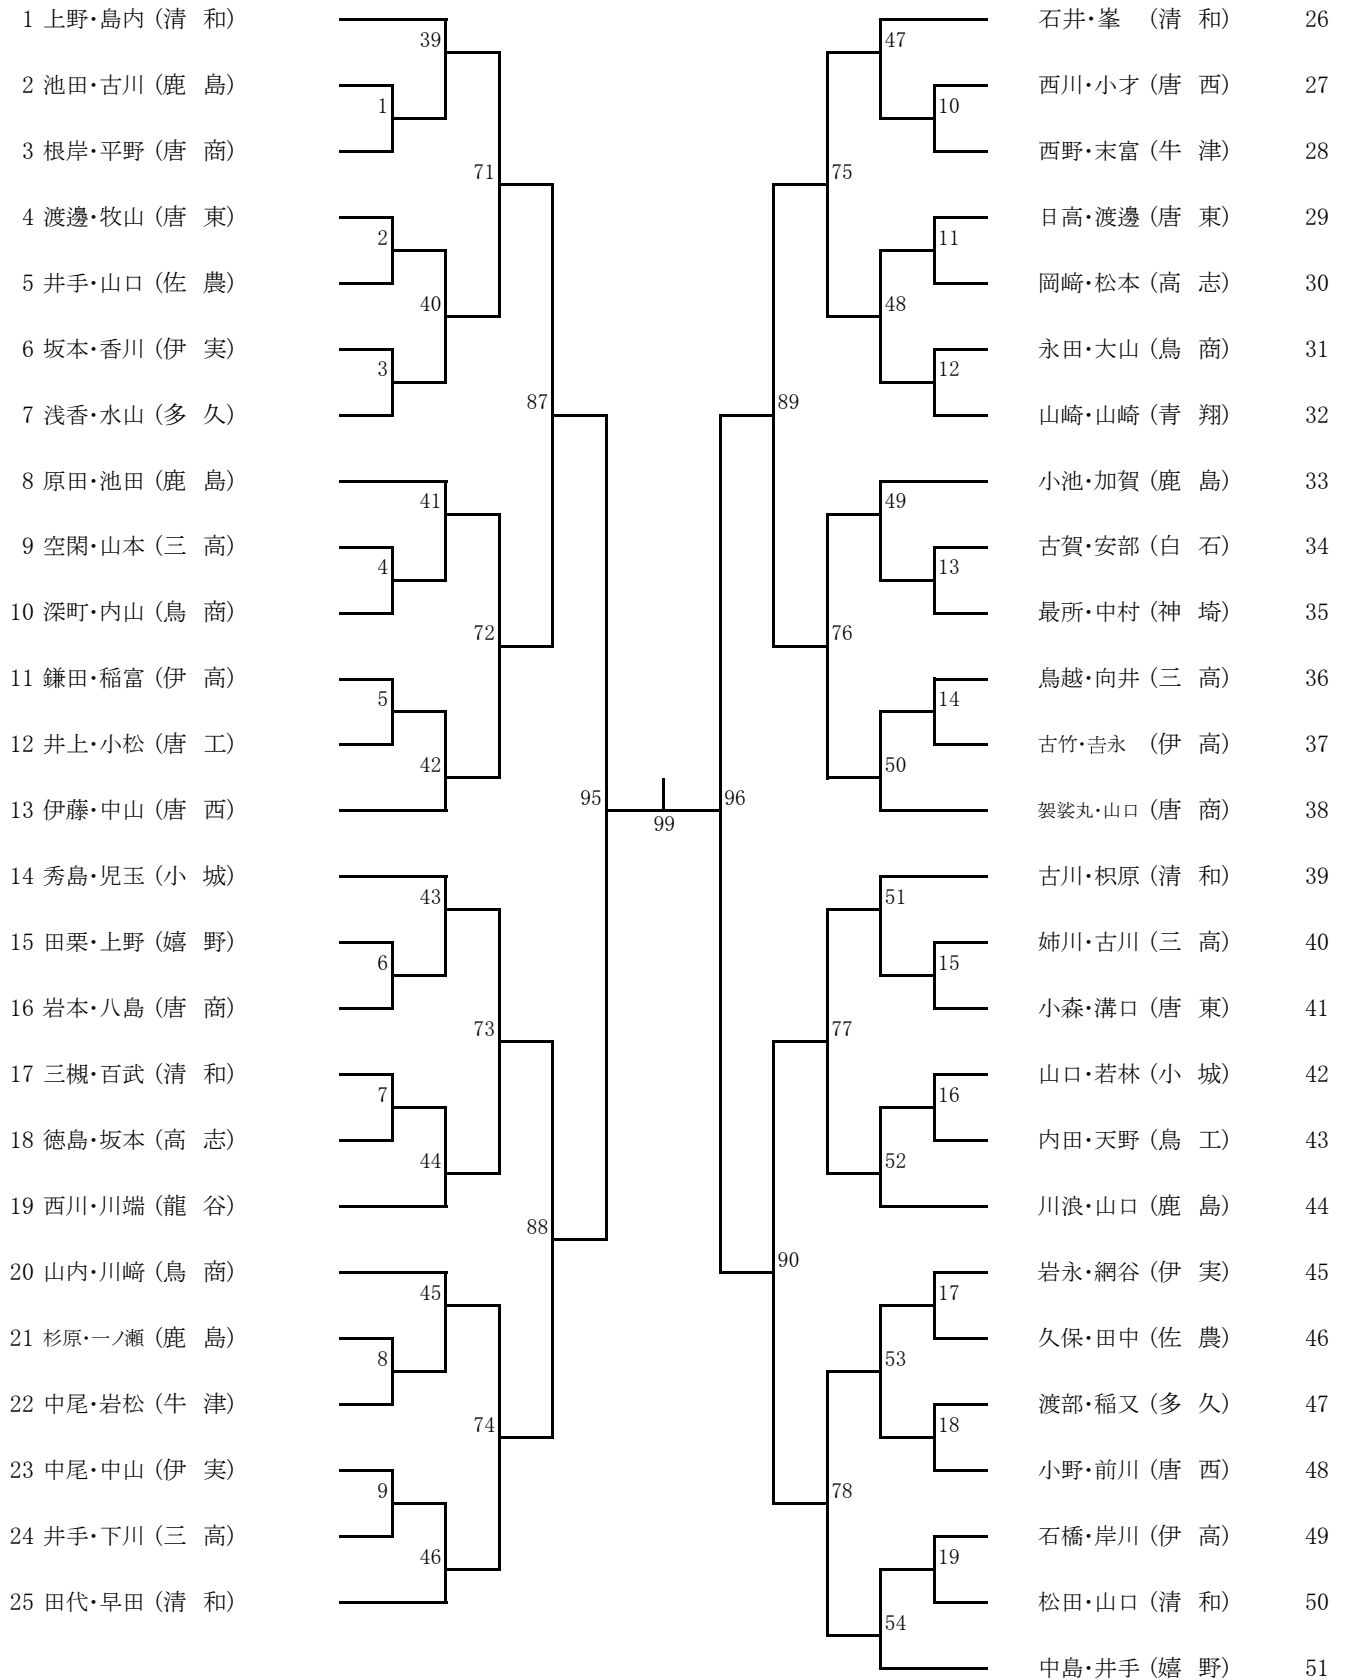 1 上野・島内 (清 和)
2 池田・古川 (鹿 島)
3 根岸・平野 (唐 商)
4 渡邊・牧山 (唐 東)
5 井手・山口 (佐 農)
6 坂本・香川 (伊 実)
7 浅香・水山 (多 久)
8 原田・池田 (鹿 島)
9 空閑・山本 (三 高)
10 深町・内山 (鳥 商)
11 鎌田・稲富 (伊 高)
12 井上・小松 (唐 工)
13 伊藤・中山 (唐 西)
14 秀島・児玉 (小 城)
15 田栗・上野 (嬉 野)
16 岩本・八島 (唐 商)
17 三槻・百武 (清 和)
18 徳島・坂本 (高 志)
19 西川・川端 (龍 谷)
20 山内・川﨑 (鳥 商)
21 杉原・一ノ瀬 (鹿 島)
22 中尾・岩松 (牛 津)
23 中尾・中山 (伊 実)
24 井手・下川 (三 高)
25 田代・早田 (清 和)
39
1
71
2
40
3
87
41
4
72
5
42
95
43
6
73
7
44
88
45
8
74
9
46
99
47
10
75
11
48
12
89
49
13
76
14
50
96
51
15
77
16
52
90
17
53
18
78
19
54
石井・峯 (清 和) 26
西川・小才 (唐 西) 27
西野・末富 (牛 津) 28
日高・渡邊 (唐 東) 29
岡﨑・松本 (高 志) 30
永田・大山 (鳥 商) 31
山崎・山崎 (青 翔) 32
小池・加賀 (鹿 島) 33
古賀・安部 (白 石) 34
最所・中村 (神 埼) 35
鳥越・向井 (三 高) 36
古竹・𠮷永 (伊 高) 37
袈裟丸・山口 (唐 商) 38
古川・枳原 (清 和) 39
姉川・古川 (三 高) 40
小森・溝口 (唐 東) 41
山口・若林 (小 城) 42
内田・天野 (鳥 工) 43
川浪・山口 (鹿 島) 44
岩永・網谷 (伊 実) 45
久保・田中 (佐 農) 46
渡部・稲又 (多 久) 47
小野・前川 (唐 西) 48
石橋・岸川 (伊 高) 49
松田・山口 (清 和) 50
中島・井手 (嬉 野) 51